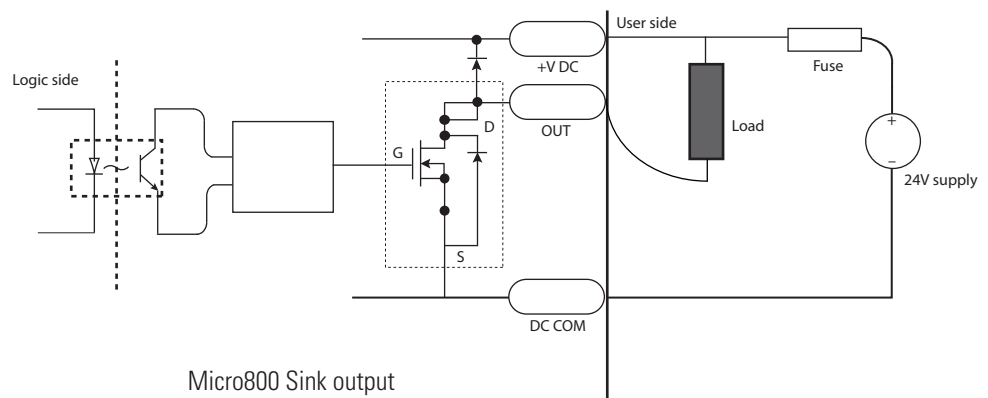 User side
+V DC
Fuse
Logic side
D
OUT
Load
G
+
−
24V supply
S
DC COM
Micro800 Sink output